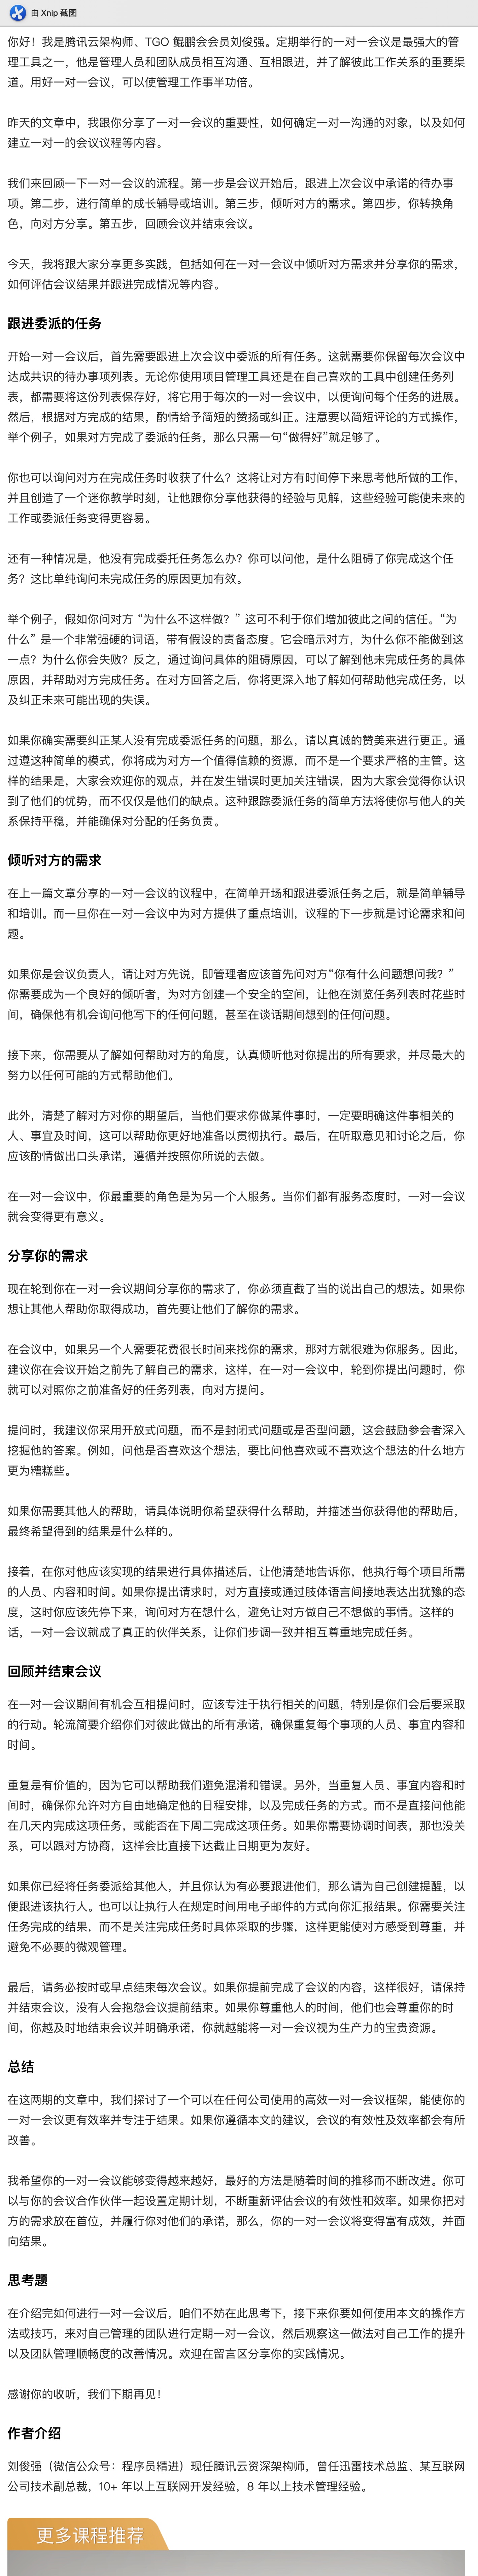 由 Xnip 截图
你好！我是腾讯云架构师、TGO 鲲鹏会会员刘俊强。定期举行的一对一会议是最强大的管
理工具之一，他是管理人员和团队成员相互沟通、互相跟进，并了解彼此工作关系的重要渠
道。用好一对一会议，可以使管理工作事半功倍。
昨天的文章中，我跟你分享了一对一会议的重要性，如何确定一对一沟通的对象，以及如何
建立一对一的会议议程等内容。
我们来回顾一下一对一会议的流程。第一步是会议开始后，跟进上次会议中承诺的待办事
项。第二步，进行简单的成长辅导或培训。第三步，倾听对方的需求。第四步，你转换角
色，向对方分享。第五步，回顾会议并结束会议。
今天，我将跟大家分享更多实践，包括如何在一对一会议中倾听对方需求并分享你的需求，
如何评估会议结果并跟进完成情况等内容。
跟进委派的任务
开始一对一会议后，首先需要跟进上次会议中委派的所有任务。这就需要你保留每次会议中
达成共识的待办事项列表。无论你使用项目管理工具还是在自己喜欢的工具中创建任务列
表，都需要将这份列表保存好，将它用于每次的一对一会议中，以便询问每个任务的进展。
然后，根据对方完成的结果，酌情给予简短的赞扬或纠正。注意要以简短评论的方式操作，
举个例子，如果对方完成了委派的任务，那么只需一句“做得好”就足够了。
你也可以询问对方在完成任务时收获了什么？这将让对方有时间停下来思考他所做的工作，
并且创造了一个迷你教学时刻，让他跟你分享他获得的经验与见解，这些经验可能使未来的
工作或委派任务变得更容易。
还有一种情况是，他没有完成委托任务怎么办？你可以问他，是什么阻碍了你完成这个任
务？这比单纯询问未完成任务的原因更加有效。
举个例子，假如你问对方 “为什么不这样做？” 这可不利于你们增加彼此之间的信任。“为
什么” 是一个非常强硬的词语，带有假设的责备态度。它会暗示对方，为什么你不能做到这
一点？为什么你会失败？反之，通过询问具体的阻碍原因，可以了解到他未完成任务的具体
原因，并帮助对方完成任务。在对方回答之后，你将更深入地了解如何帮助他完成任务，以
及纠正未来可能出现的失误。
如果你确实需要纠正某人没有完成委派任务的问题，那么，请以真诚的赞美来进行更正。通
过遵这种简单的模式，你将成为对方一个值得信赖的资源，而不是一个要求严格的主管。这
样的结果是，大家会欢迎你的观点，并在发生错误时更加关注错误，因为大家会觉得你认识
到了他们的优势，而不仅仅是他们的缺点。这种跟踪委派任务的简单方法将使你与他人的关
系保持平稳，并能确保对分配的任务负责。
倾听对方的需求
在上一篇文章分享的一对一会议的议程中，在简单开场和跟进委派任务之后，就是简单辅导
和培训。而一旦你在一对一会议中为对方提供了重点培训，议程的下一步就是讨论需求和问
题。
如果你是会议负责人，请让对方先说，即管理者应该首先问对方“你有什么问题想问我？”
你需要成为一个良好的倾听者，为对方创建一个安全的空间，让他在浏览任务列表时花些时
间，确保他有机会询问他写下的任何问题，甚至在谈话期间想到的任何问题。
接下来，你需要从了解如何帮助对方的角度，认真倾听他对你提出的所有要求，并尽最大的
努力以任何可能的方式帮助他们。
此外，清楚了解对方对你的期望后，当他们要求你做某件事时，一定要明确这件事相关的
人、事宜及时间，这可以帮助你更好地准备以贯彻执行。最后，在听取意见和讨论之后，你
应该酌情做出口头承诺，遵循并按照你所说的去做。
在一对一会议中，你最重要的角色是为另一个人服务。当你们都有服务态度时，一对一会议
就会变得更有意义。
分享你的需求
现在轮到你在一对一会议期间分享你的需求了，你必须直截了当的说出自己的想法。如果你
想让其他人帮助你取得成功，首先要让他们了解你的需求。
在会议中，如果另一个人需要花费很长时间来找你的需求，那对方就很难为你服务。因此，
建议你在会议开始之前先了解自己的需求，这样，在一对一会议中，轮到你提出问题时，你
就可以对照你之前准备好的任务列表，向对方提问。
提问时，我建议你采用开放式问题，而不是封闭式问题或是否型问题，这会鼓励参会者深入
挖掘他的答案。例如，问他是否喜欢这个想法，要比问他喜欢或不喜欢这个想法的什么地方
更为糟糕些。
如果你需要其他人的帮助，请具体说明你希望获得什么帮助，并描述当你获得他的帮助后，
最终希望得到的结果是什么样的。
接着，在你对他应该实现的结果进行具体描述后，让他清楚地告诉你，他执行每个项目所需
的人员、内容和时间。如果你提出请求时，对方直接或通过肢体语言间接地表达出犹豫的态
度，这时你应该先停下来，询问对方在想什么，避免让对方做自己不想做的事情。这样的
话，一对一会议就成了真正的伙伴关系，让你们步调一致并相互尊重地完成任务。
回顾并结束会议
在一对一会议期间有机会互相提问时，应该专注于执行相关的问题，特别是你们会后要采取
的行动。轮流简要介绍你们对彼此做出的所有承诺，确保重复每个事项的人员、事宜内容和
时间。
重复是有价值的，因为它可以帮助我们避免混淆和错误。另外，当重复人员、事宜内容和时
间时，确保你允许对方自由地确定他的日程安排，以及完成任务的方式。而不是直接问他能
在几天内完成这项任务，或能否在下周二完成这项任务。如果你需要协调时间表，那也没关
系，可以跟对方协商，这样会比直接下达截止日期更为友好。
如果你已经将任务委派给其他人，并且你认为有必要跟进他们，那么请为自己创建提醒，以
便跟进该执行人。也可以让执行人在规定时间用电子邮件的方式向你汇报结果。你需要关注
任务完成的结果，而不是关注完成任务时具体采取的步骤，这样更能使对方感受到尊重，并
避免不必要的微观管理。
最后，请务必按时或早点结束每次会议。如果你提前完成了会议的内容，这样很好，请保持
并结束会议，没有人会抱怨会议提前结束。如果你尊重他人的时间，他们也会尊重你的时
间，你越及时地结束会议并明确承诺，你就越能将一对一会议视为生产力的宝贵资源。
总结
在这两期的文章中，我们探讨了一个可以在任何公司使用的高效一对一会议框架，能使你的
一对一会议更有效率并专注于结果。如果你遵循本文的建议，会议的有效性及效率都会有所
改善。
我希望你的一对一会议能够变得越来越好，最好的方法是随着时间的推移而不断改进。你可
以与你的会议合作伙伴一起设置定期计划，不断重新评估会议的有效性和效率。如果你把对
方的需求放在首位，并履行你对他们的承诺，那么，你的一对一会议将变得富有成效，并面
向结果。
思考题
在介绍完如何进行一对一会议后，咱们不妨在此思考下，接下来你要如何使用本文的操作方
法或技巧，来对自己管理的团队进行定期一对一会议，然后观察这一做法对自己工作的提升
以及团队管理顺畅度的改善情况。欢迎在留言区分享你的实践情况。
感谢你的收听，我们下期再见！
作者介绍
刘俊强（微信公众号：程序员精进）现任腾讯云资深架构师，曾任迅雷技术总监、某互联网
公司技术副总裁，10+ 年以上互联网开发经验，8 年以上技术管理经验。
更多课程推荐